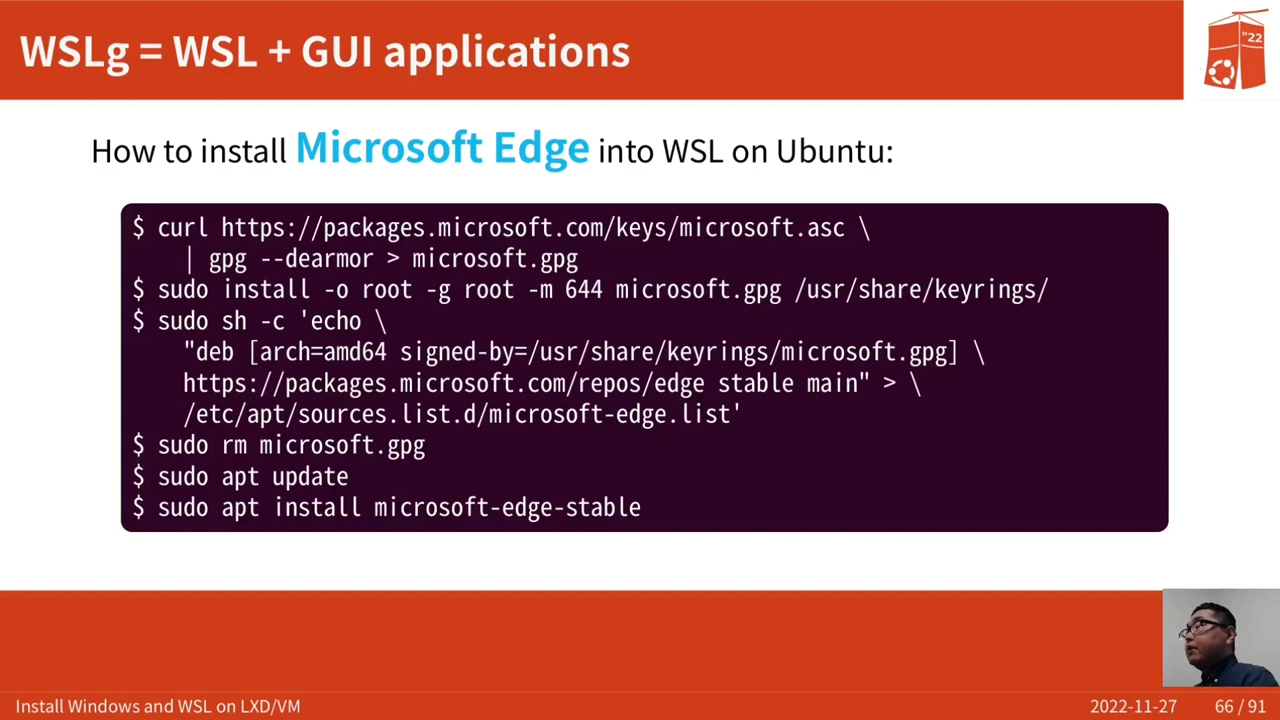 WSLg = WSL + GUI applications
"22
How to install Microsoft Edge into WSL on Ubuntu:
$ curl https://packages.microsoft.com/keys/microsoft.asc \
| gpg --dearmor > microsoft.gpg
$ sudo install -o root -g root -m 644 microsoft.gpg /usr/share/keyrings/
$ sudo sh -c 'echo \
"deb [arch=amd64 signed-by=/usr/share/keyrings/microsoft.gpg] \
https://packages.microsoft.com/repos/edge stable main" > \
/etc/apt/sources.list.d/microsoft-edge.list'
$ sudo rm microsoft.gpg
$ sudo apt update
$ sudo apt install microsoft-edge-stable
Install Windows and WSL on LXD/VM
2022-11-27
66 / 91